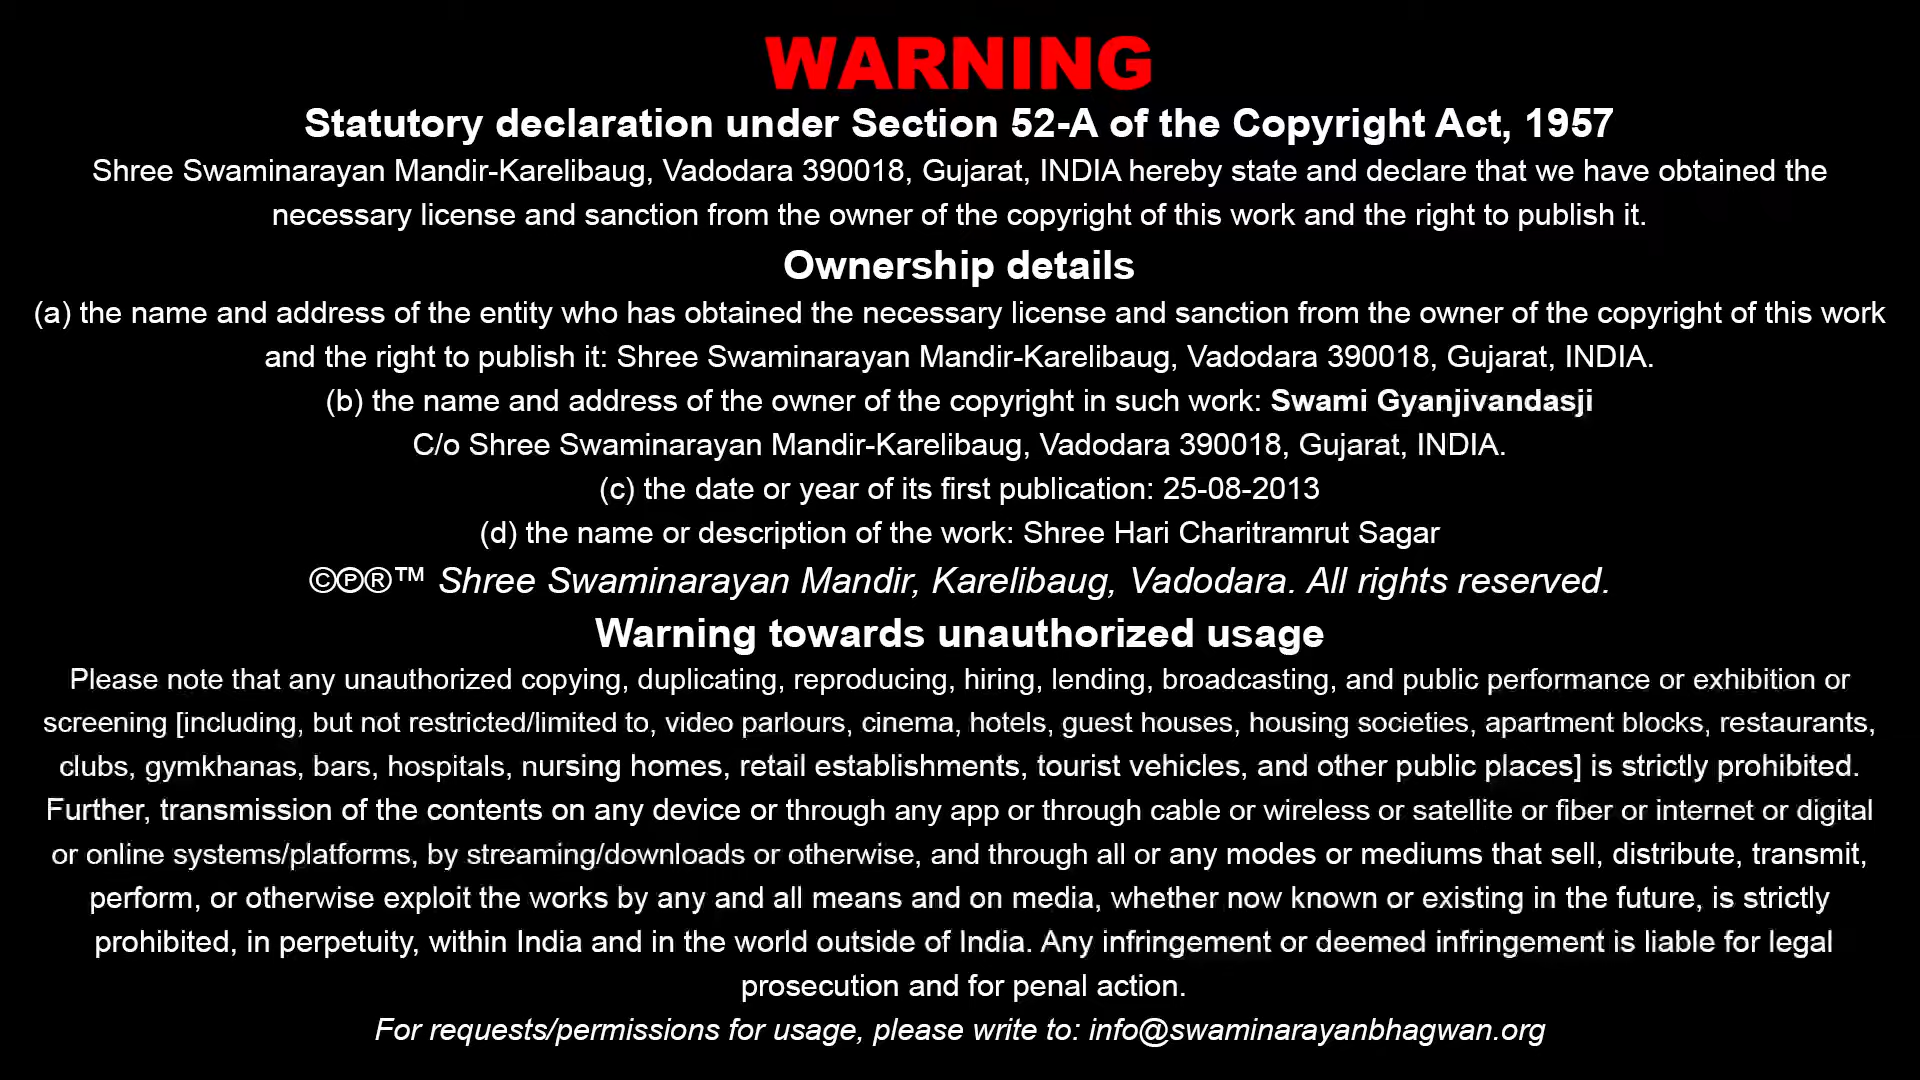 WARNING
Statutory declaration under Section 52-A of the Copyright Act, 1957
Shree Swaminarayan Mandir-Karelibaug, Vadodara 390018, Gujarat, INDIA hereby state and declare that we have obtained the
necessary license and sanction from the owner of the copyright of this work and the right to publish it.
Ownership details
(a) the name and address of the entity who has obtained the necessary license and sanction from the owner of the copyright of this work
and the right to publish it: Shree Swaminarayan Mandir-Karelibaug, Vadodara 390018, Gujarat, INDIA.
(b) the name and address of the owner of the copyright in such work: Swami Gyanjivandasji
C/o Shree Swaminarayan Mandir-Karelibaug, Vadodara 390018, Gujarat, INDIA.
(c) the date or year of its first publication: 25-08-2013
(d) the name or description of the work: Shree Hari Charitramrut Sagar
©℗®™ Shree Swaminarayan Mandir, Karelibaug, Vadodara. All rights reserved.
Warning towards unauthorized usage
Please note that any unauthorized copying, duplicating, reproducing, hiring, lending, broadcasting, and public performance or exhibition or
screening [including, but not restricted/limited to, video parlours, cinema, hotels, guest houses, housing societies, apartment blocks, restaurants,
clubs, gymkhanas, bars, hospitals, nursing homes, retail establishments, tourist vehicles, and other public places] is strictly prohibited.
Further, transmission of the contents on any device or through any app or through cable or wireless or satellite or fiber or internet or digital
or online systems/platforms, by streaming/downloads or otherwise, and through all or any modes or mediums that sell, distribute, transmit,
perform, or otherwise exploit the works by any and all means and on media, whether now known or existing in the future, is strictly
prohibited, in perpetuity, within India and in the world outside of India. Any infringement or deemed infringement is liable for legal
prosecution and for penal action.
For requests/permissions for usage, please write to: info@swaminarayanbhagwan.org